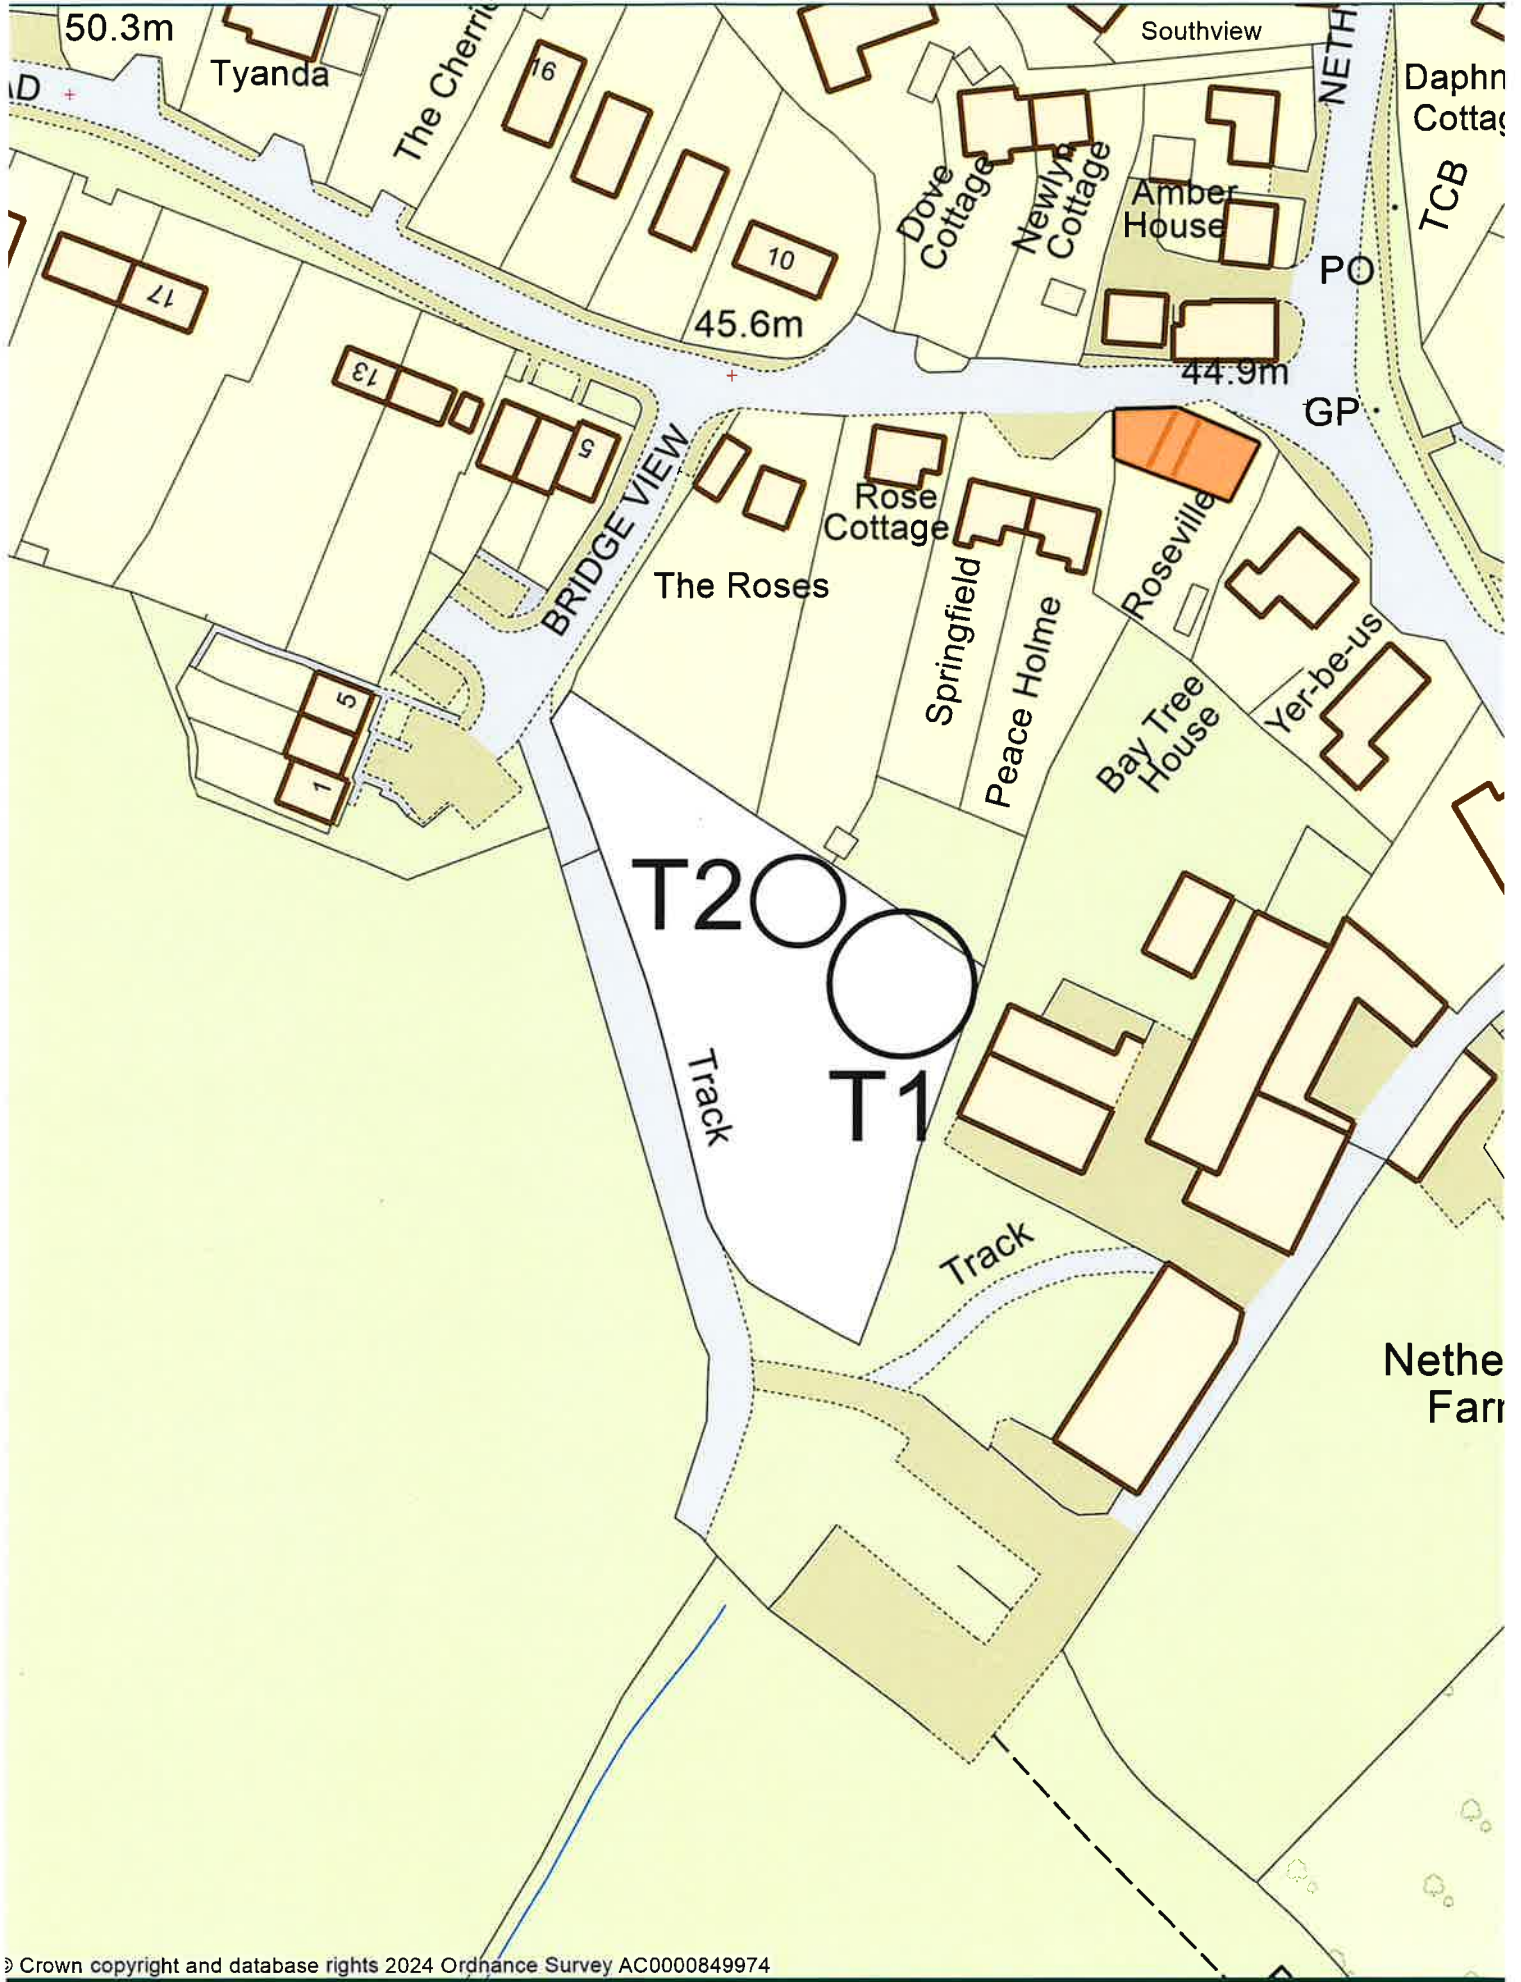 50.3m
Southview
Tyanda
The Cherri
16
Daphn
Cottag
TCB
Dove
Cottage
Newlyn
Cottage
Amber
House
PO
10
17
45.6m
44.9m
13
GP
5
BRIDGE VIEW
Rose
Cottage
The Roses
Roseville
Springfield
Peace Holme
Yer-be-us
Bay Tree
House
5
1
T2
T1
Track
Track
Nethe
Far
© Crown copyright and database rights 2024 Ordnance Survey AC0000849974